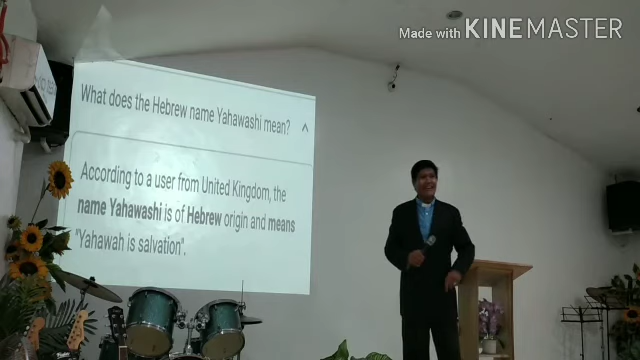 Made with KINEMASTER
What does the Hebrew name Yahawashi mean?
According to a user from United Kingdom, the
name Yahawashi is of Hebrew origin and means
"Yahawah is salvation".